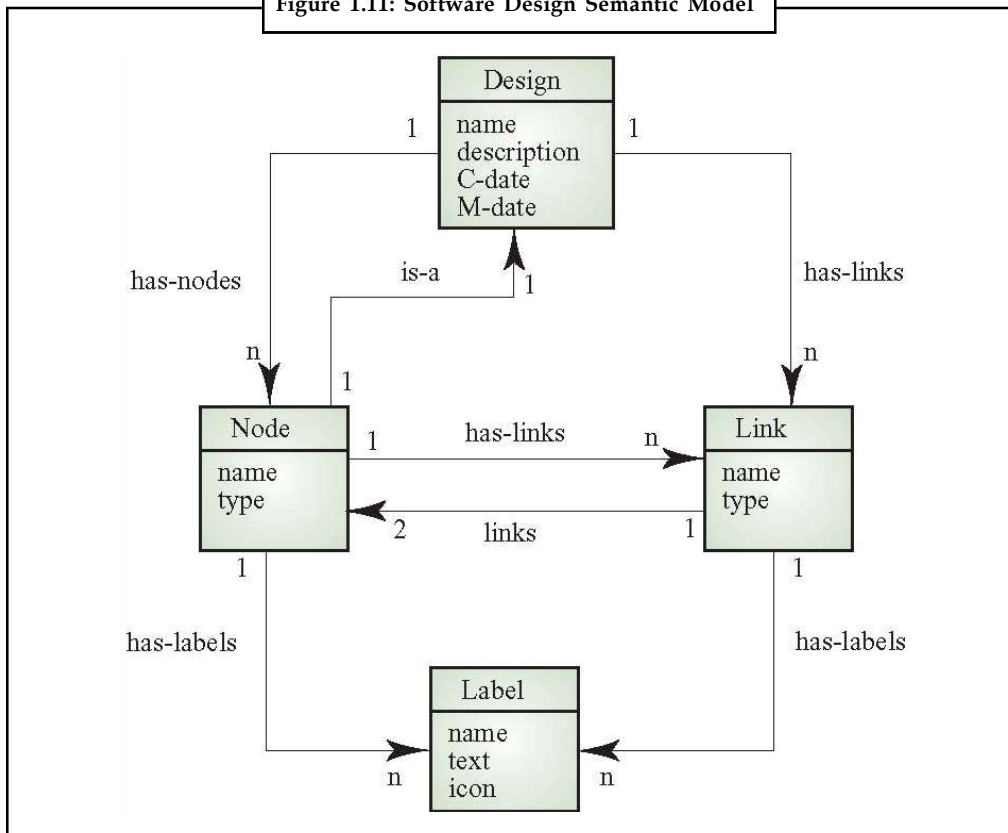 Figure 1.11: Software Design Semantic Model
Design
name
description
C-date
M-date
1
1
has-nodes
is-a
1
has-links
n
n
1
Node
name
type
1
has-links
n
Link
name
type
2
links
1
1
1
has-labels
has-labels
Label
name
text
icon
n
n